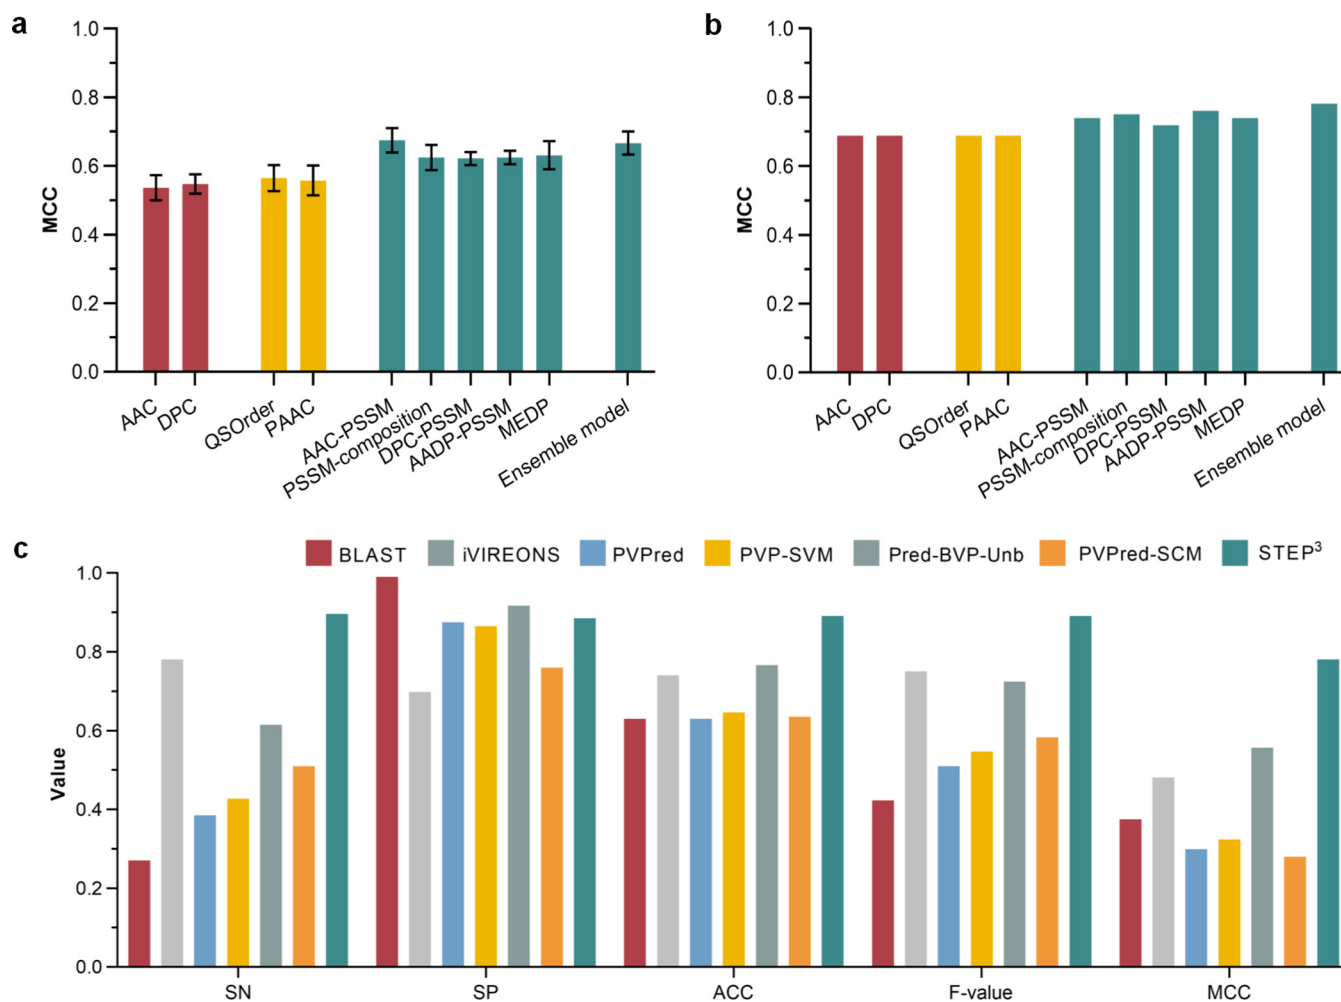 a
1.0
0.8
0.6
0.4
0.2
0.0
MCC
AAC
DPC
QSOrder
PAAC
AAC-PSSM
PSSM-composition
DPC-PSSM
AADP-PSSM
MEDP
Ensemble model
b
1.0
0.8
0.6
0.4
0.2
0.0
MCC
AAC
DPC
QSOrder
PAAC
AAC-PSSM
PSSM-composition
DPC-PSSM
AADP-PSSM
MEDP
Ensemble model
c
BLAST iVIREONS PVPred PVP-SVM Pred-BVP-Unb PVPred-SCM STEP³
1.0
0.8
0.6
0.4
0.2
0.0
Value
SN SP ACC F-value MCC